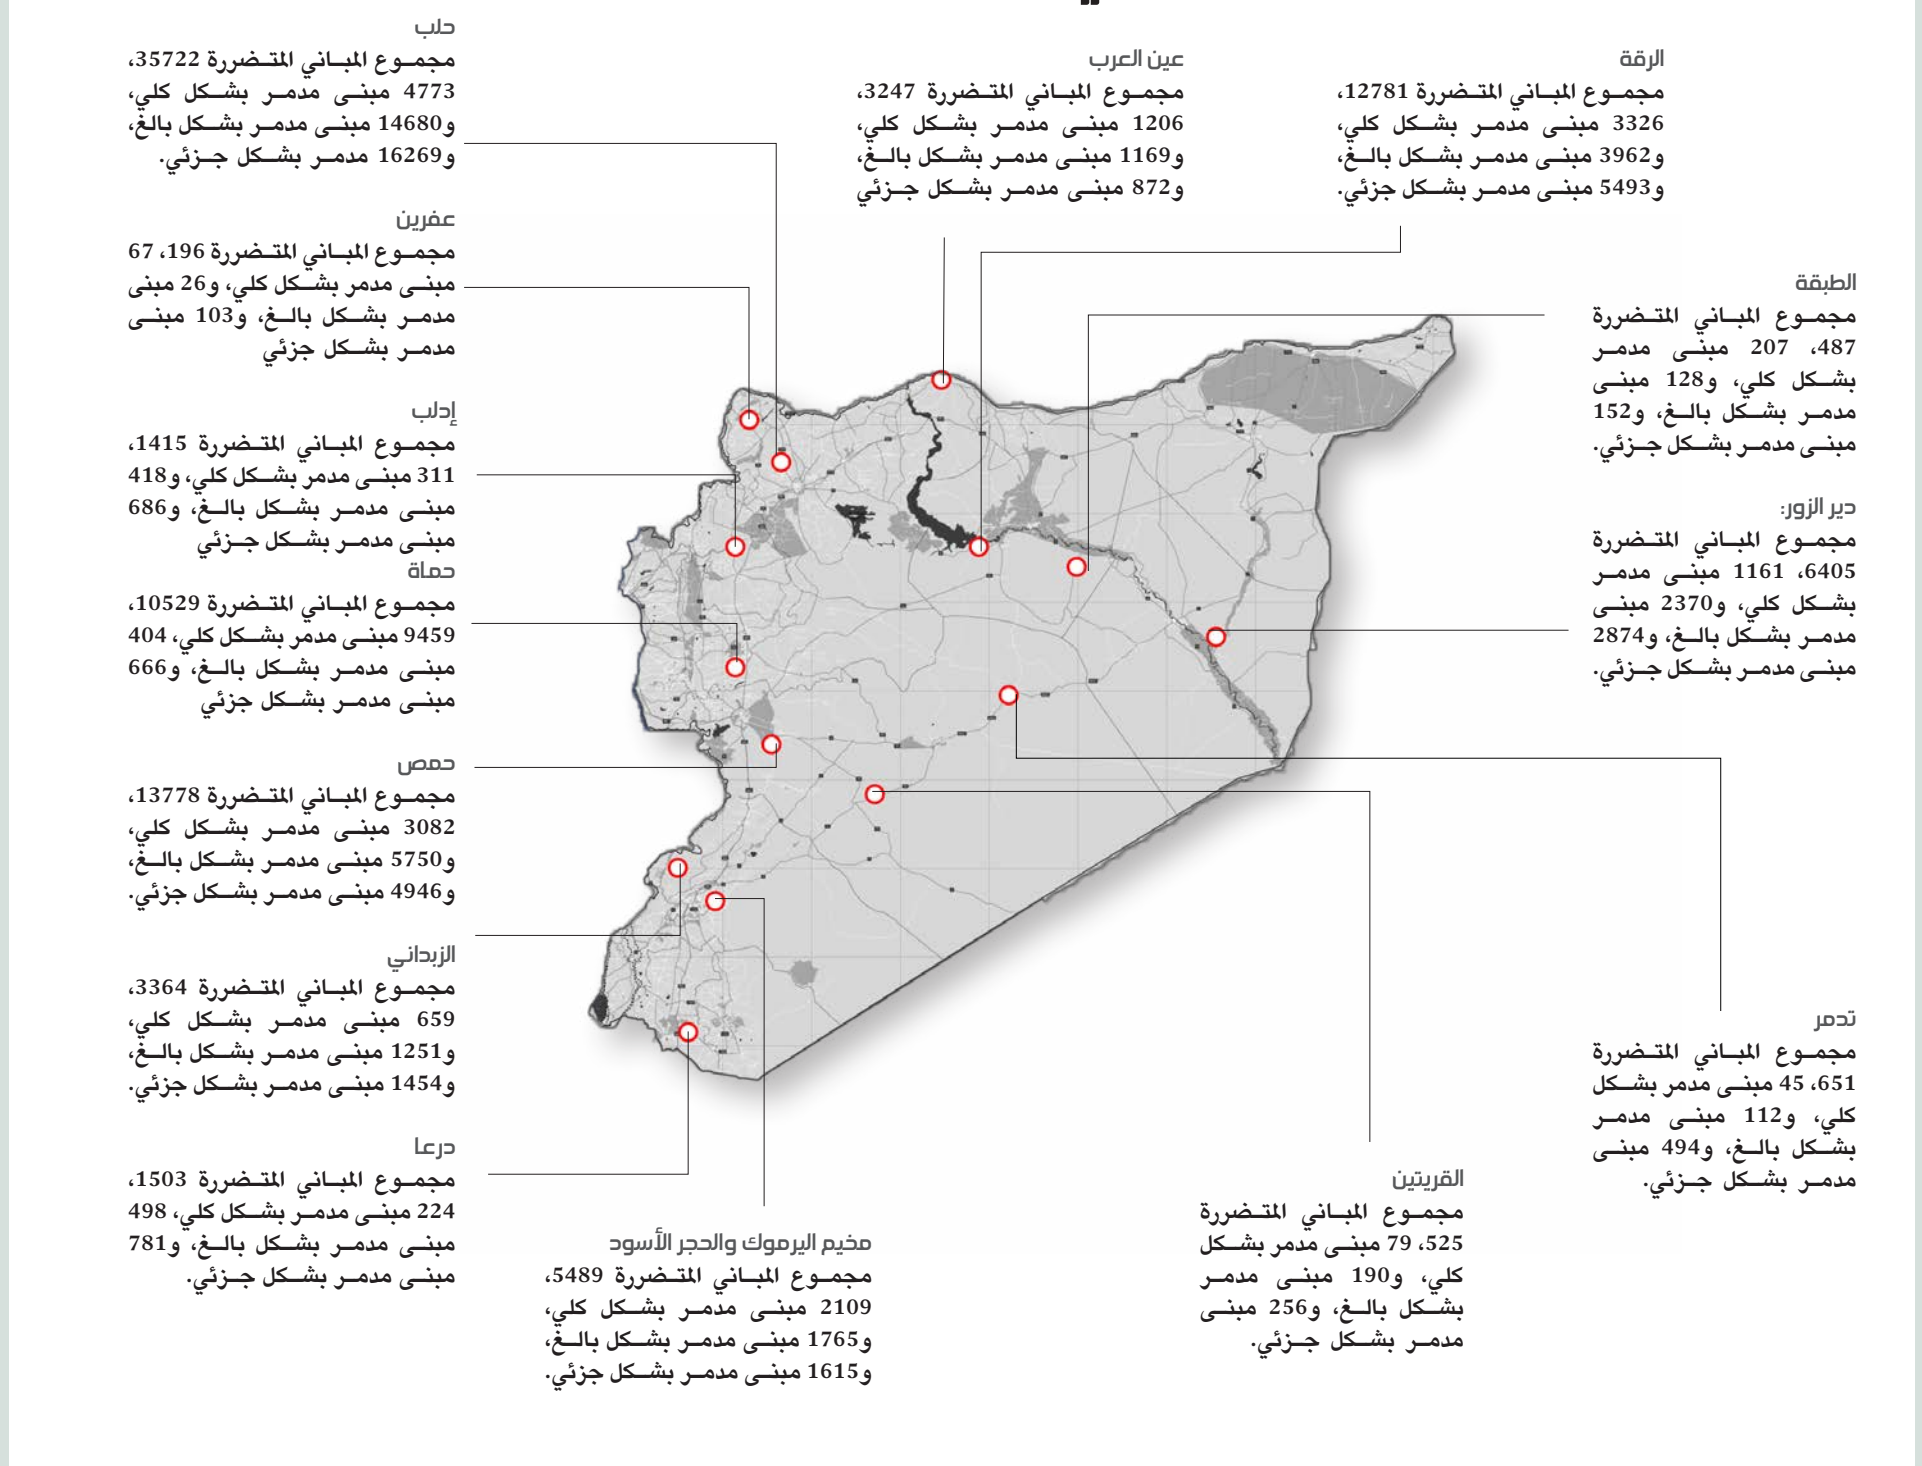 حلب
مجموع المباني المتضررة 35722،
4773 مبنى مدمر بشكل كلي،
و14680 مبنى مدمر بشكل بالغ،
و16269 مدمر بشكل جزئي.
عفرين
مجموع المباني المتضررة 196، 67
مبنى مدمر بشكل كلي، و26 مبنى
مدمر بشكل بالغ، و103 مبنى
مدمر بشكل جزئي
إدلب
مجموع المباني المتضررة 1415،
311 مبنى مدمر بشكل كلي، و418
مبنى مدمر بشكل بالغ، و686
مبنى مدمر بشكل جزئي
حماة
مجموع المباني المتضررة 10529،
9459 مبنى مدمر بشكل كلي، 404
مبنى مدمر بشكل بالغ، و666
مبنى مدمر بشكل جزئي
حمص
مجموع المباني المتضررة 13778،
3082 مبنى مدمر بشكل كلي،
و5750 مبنى مدمر بشكل بالغ،
و4946 مبنى مدمر بشكل جزئي.
الزبداني
مجموع المباني المتضررة 3364،
659 مبنى مدمر بشكل كلي،
و1251 مبنى مدمر بشكل بالغ،
و1454 مبنى مدمر بشكل جزئي.
درعا
مجموع المباني المتضررة 1503،
224 مبنى مدمر بشكل كلي، 498
مبنى مدمر بشكل بالغ، و781
مبنى مدمر بشكل جزئي.
عين العرب
مجموع المباني المتضررة 3247،
1206 مبنى مدمر بشكل كلي،
و1169 مبنى مدمر بشكل بالغ،
و872 مبنى مدمر بشكل جزئي
الرقة
مجموع المباني المتضررة 12781،
3326 مبنى مدمر بشكل كلي،
و3962 مبنى مدمر بشكل بالغ،
و5493 مبنى مدمر بشكل جزئي.
الطبقة
مجموع المباني المتضررة
487، 207 مبنى مدمر
بشكل كلي، و128 مبنى
مدمر بشكل بالغ، و152
مبنى مدمر بشكل جزئي.
دير الزور:
مجموع المباني المتضررة
6405، 1161 مبنى مدمر
بشكل كلي، و2370 مبنى
مدمر بشكل بالغ، و2874
مبنى مدمر بشكل جزئي.
تدمر
مجموع المباني المتضررة
651، 45 مبنى مدمر بشكل
كلي، و112 مبنى مدمر
بشكل بالغ، و494 مبنى
مدمر بشكل جزئي.
القريتين
مجموع المباني المتضررة
525، 79 مبنى مدمر بشكل
كلي، و190 مبنى مدمر
بشكل بالغ، و256 مبنى
مدمر بشكل جزئي.
مخيم اليرموك والحجر الأسود
مجموع المباني المتضررة 5489،
2109 مبنى مدمر بشكل كلي،
و1765 مبنى مدمر بشكل بالغ،
و1615 مبنى مدمر بشكل جزئي.